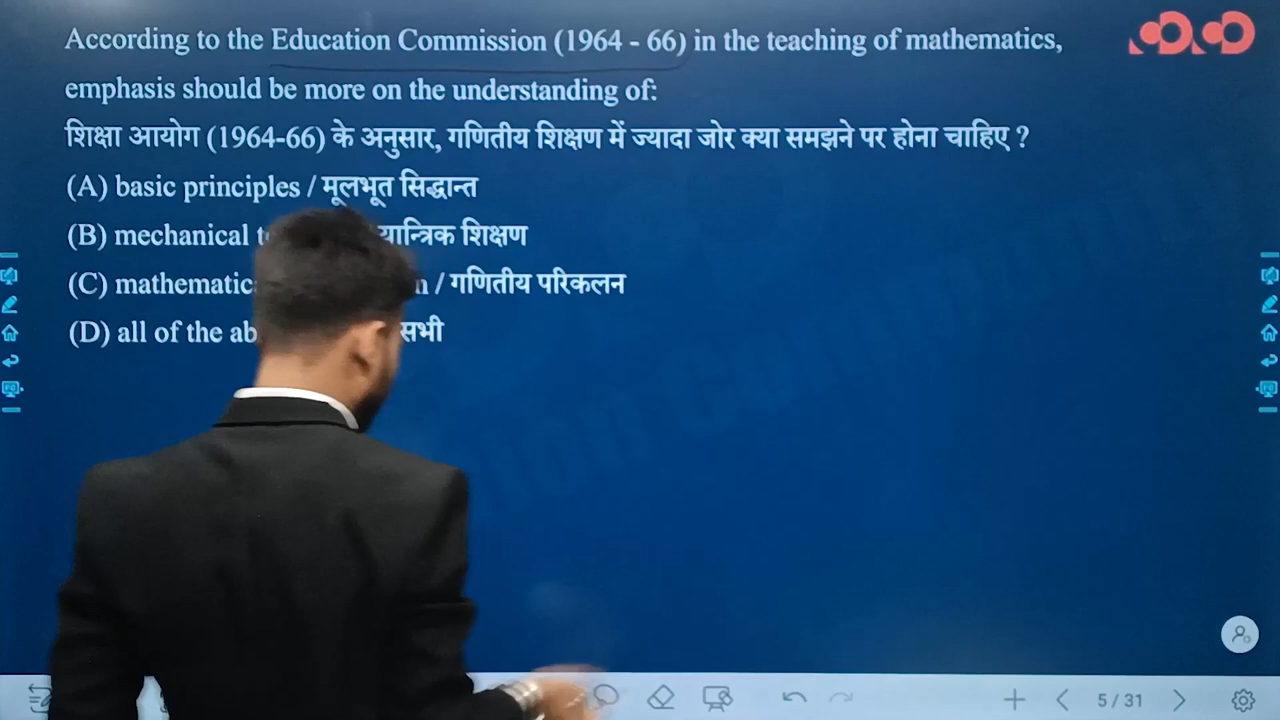 According to the Education Commission (1964 - 66) in the teaching of mathematics,
emphasis should be more on the understanding of:
शिक्षा आयोग (1964-66) के अनुसार, गणितीय शिक्षण में ज्यादा जोर क्या समझने पर होना चाहिए ?
(A) basic principles / मूलभूत सिद्धान्त
(B) mechanical यान्त्रिक शिक्षण
(C) / गणितीय परिकलन
(D) all of the सभी
5 / 31